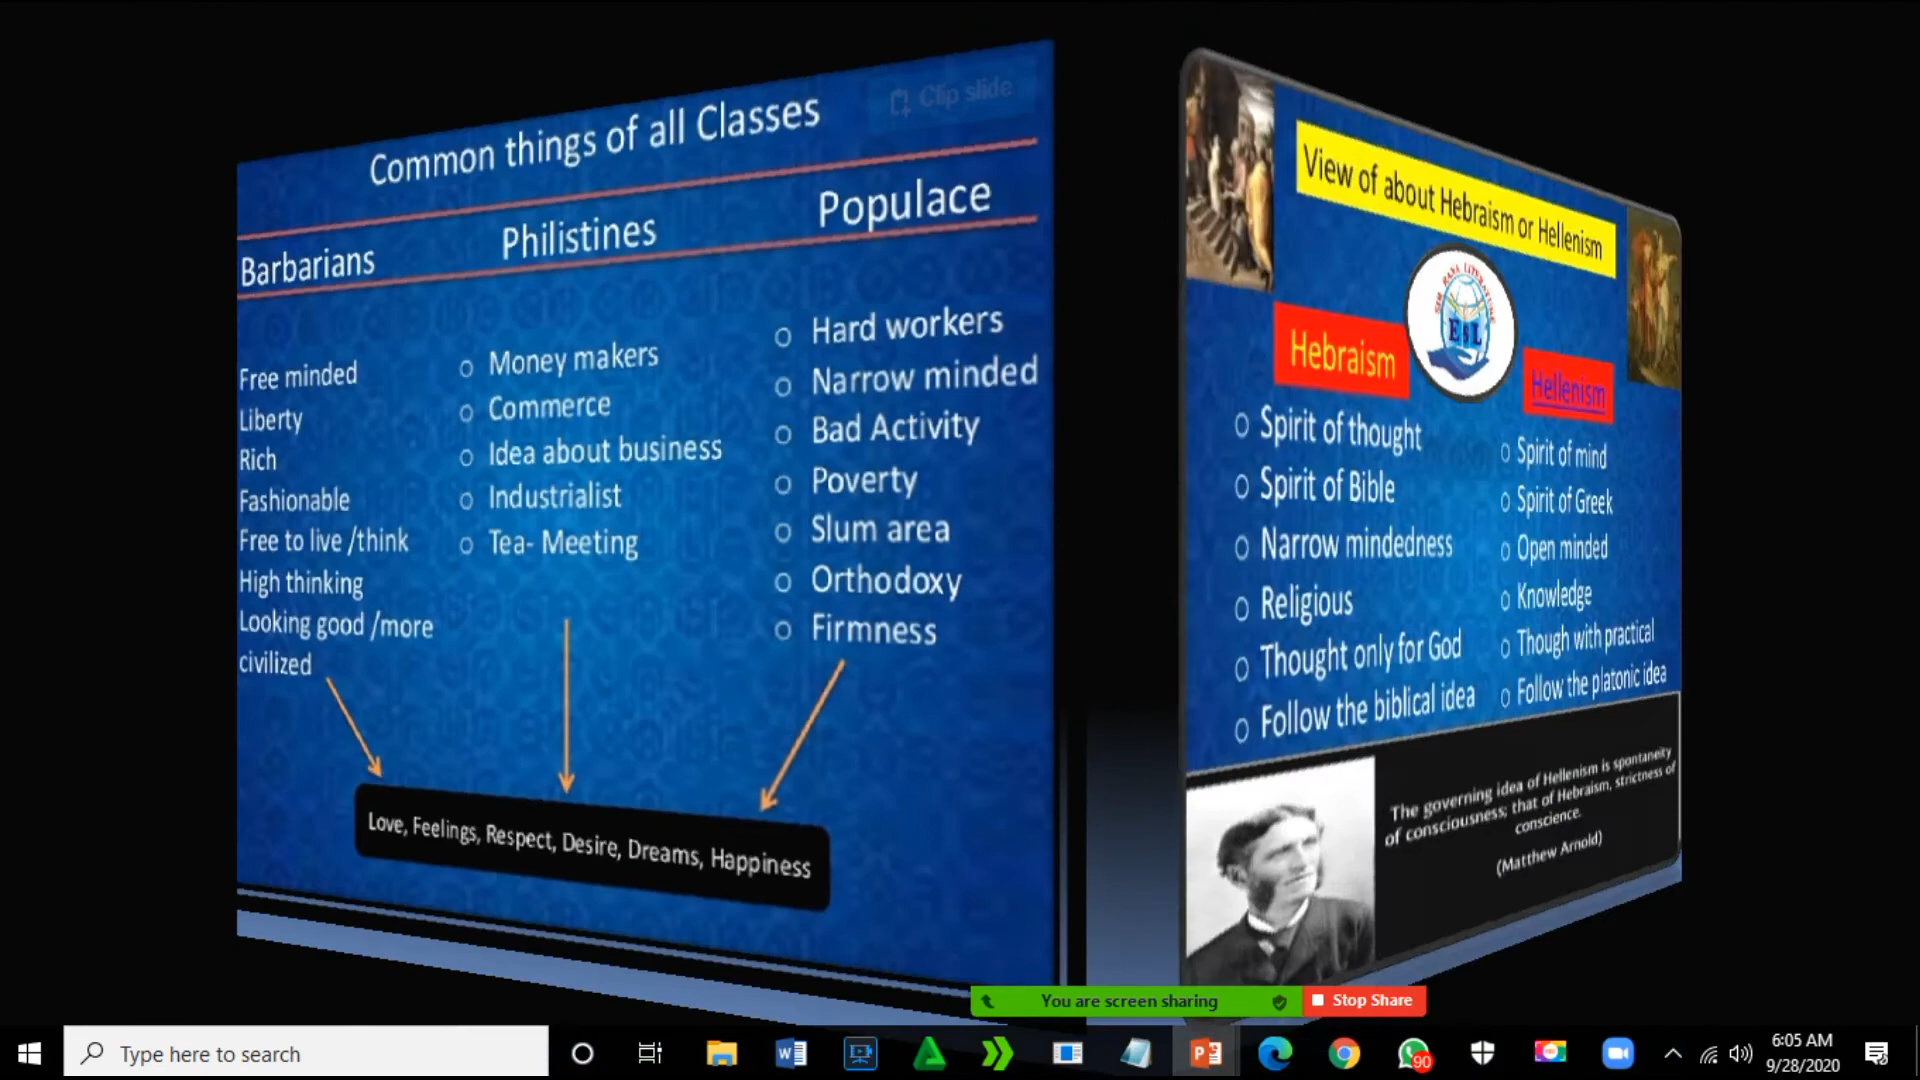 Clip slide
Common things of all Classes
Barbarians
Philistines
Populace
Free minded
Liberty
Rich
Fashionable
Free to live /think
High thinking
Looking good /more
civilized
o Money makers
o Commerce
o Idea about business
o Industrialist
o Tea- Meeting
o Hard workers
o Narrow minded
o Bad Activity
o Poverty
o Slum area
o Orthodoxy
o Firmness
Love, Feelings, Respect, Desire, Dreams, Happiness
View of about Hebraism or Hellenism
SIR RANA LITERATURE
ESL
Hebraism
Hellenism
o Spirit of thought
o Spirit of Bible
o Narrow mindedness
o Religious
o Thought only for God
o Follow the biblical idea
o Spirit of mind
o Spirit of Greek
o Open minded
o Knowledge
o Though with practical
o Follow the platonic idea
The governing idea of Hellenism is spontaneity
of consciousness; that of Hebraism, strictness of
conscience.
(Matthew Arnold)
You are screen sharing
Stop Share
Type here to search
90
6:05 AM
9/28/2020